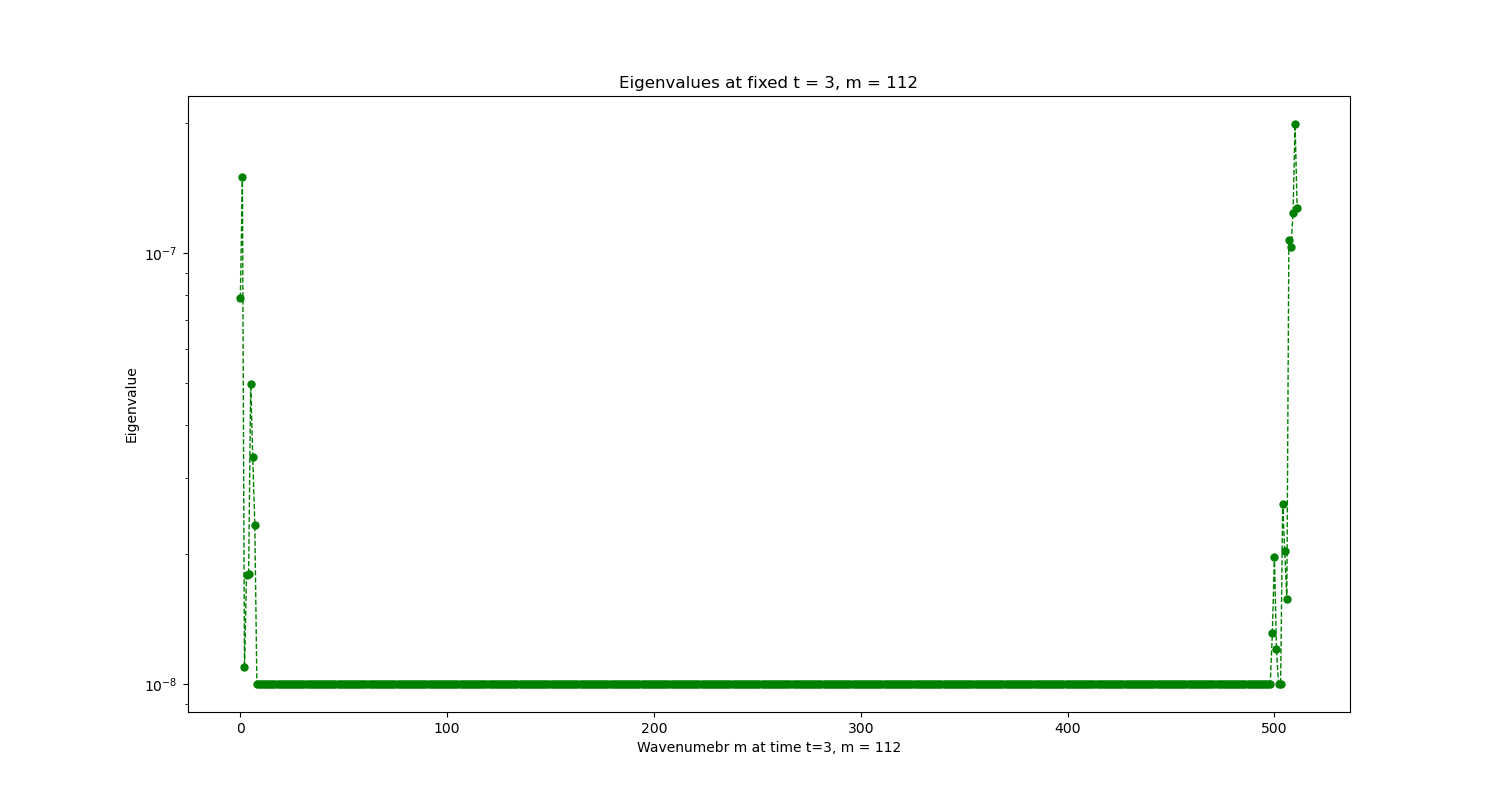 Eigenvalues at fixed t = 3, m = 112
Eigenvalue
10⁻⁷
10⁻⁸
0 100 200 300 400 500
Wavenumebr m at time t=3, m = 112